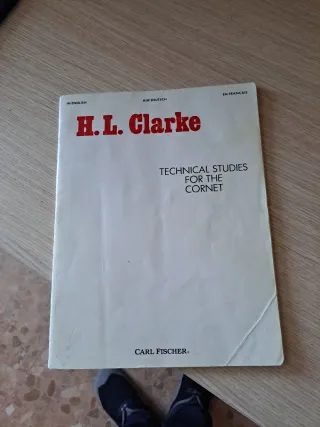 IN ENGLISH
AUF DEUTSCH
EN FRANÇAIS
H. L. Clarke
TECHNICAL STUDIES
FOR THE
CORNET
CARL FISCHER®